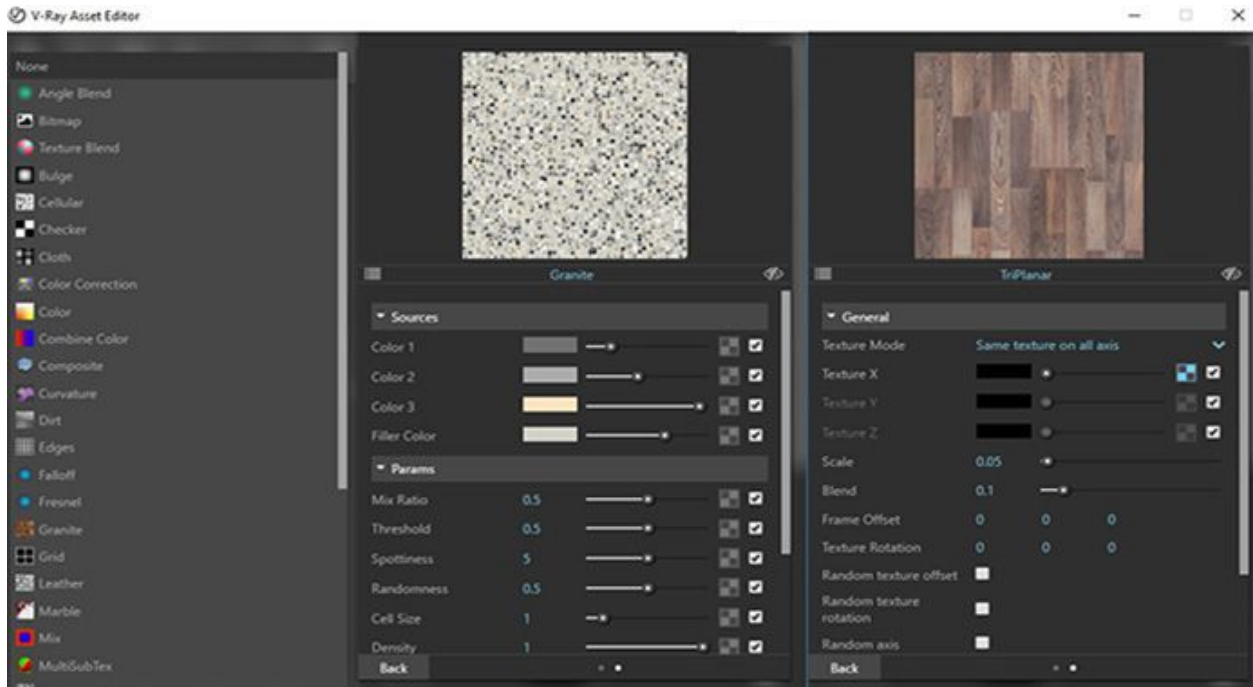 V-Ray Asset Editor
None
Angle Blend
Bitmap
Texture Blend
Bulge
Cellular
Checker
Cloth
Color Correction
Color
Combine Color
Composite
Curvature
Dirt
Edges
Falloff
Fresnel
Granite
Grid
Leather
Marble
Mix
MultiSubTex
Granite
Sources
Color 1
Color 2
Color 3
Filler Color
Params
Mix Ratio 0.5
Threshold 0.5
Spottiness 5
Randomness 0.5
Cell Size 1
Density 1
Back
TriPlanar
General
Texture Mode Same texture on all axis
Texture X
Texture Y
Texture Z
Scale 0.05
Blend 0.1
Frame Offset 0 0 0
Texture Rotation 0 0 0
Random texture offset
Random texture
rotation
Random axis
Back